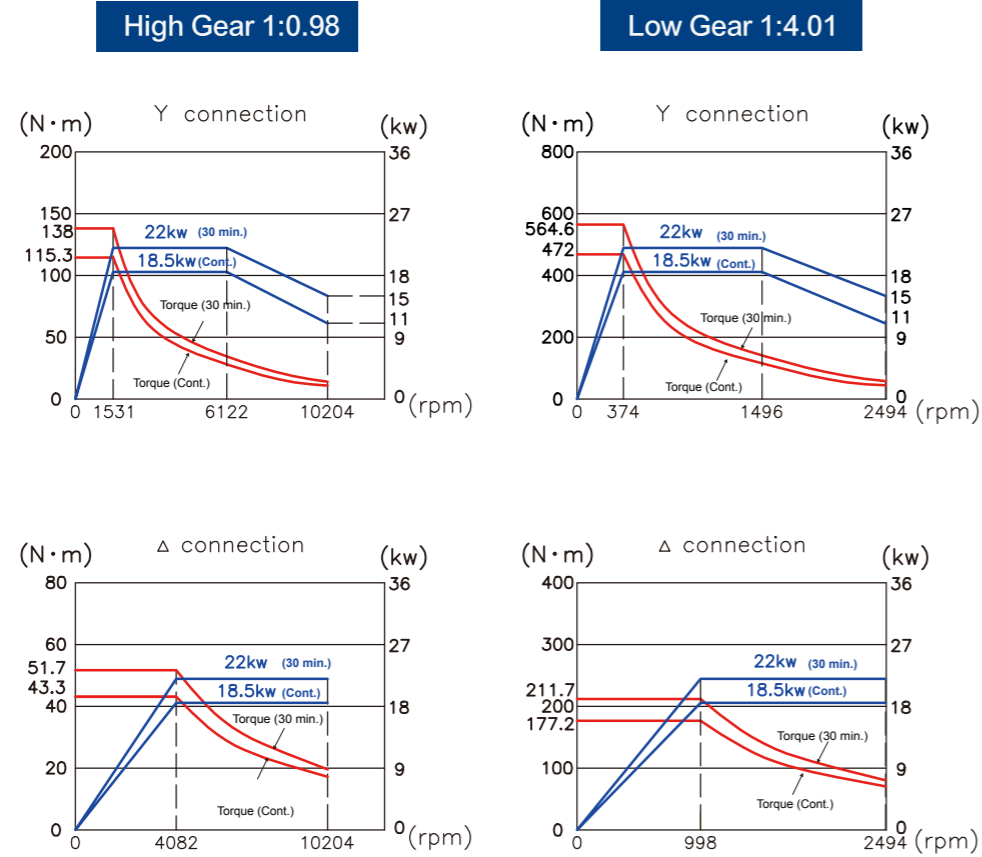 High Gear 1:0.98
Low Gear 1:4.01
Y connection
(N·m)
(kw)
200
36
150
27
138
22kw (30 min.)
115.3
18.5kw (Cont.)
100
18
15
Torque (30 min.)
11
50
9
Torque (Cont.)
0
0
0 1531 6122 10204 (rpm)
Y connection
(N·m)
(kw)
800
36
600
27
564.6
22kw (30 min.)
472
18.5kw (Cont.)
400
18
15
Torque (30 min.)
11
200
9
Torque (Cont.)
0
0
0 374 1496 2494 (rpm)
Δ connection
(N·m)
(kw)
80
36
60
27
51.7
22kw (30 min.)
43.3
18.5kw (Cont.)
40
18
Torque (30 min.)
20
9
Torque (Cont.)
0
0
0 4082 10204 (rpm)
Δ connection
(N·m)
(kw)
400
36
300
27
22kw (30 min.)
211.7
18.5kw (Cont.)
200
18
177.2
Torque (30 min.)
100
9
Torque (Cont.)
0
0
0 998 2494 (rpm)